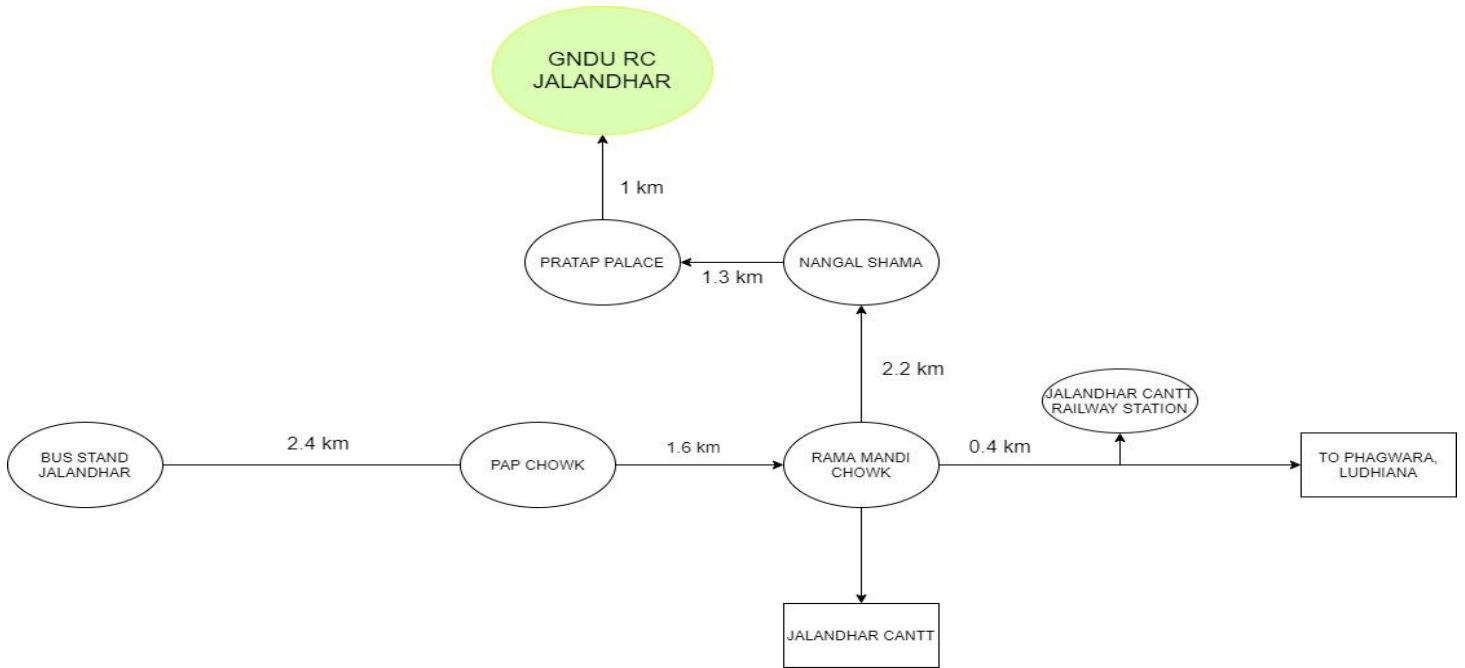 GNDU RC
JALANDHAR
1 km
PRATAP PALACE
1.3 km
NANGAL SHAMA
2.2 km
JALANDHAR CANTT
RAILWAY STATION
BUS STAND
JALANDHAR
2.4 km
PAP CHOWK
1.6 km
RAMA MANDI
CHOWK
0.4 km
TO PHAGWARA,
LUDHIANA
JALANDHAR CANTT